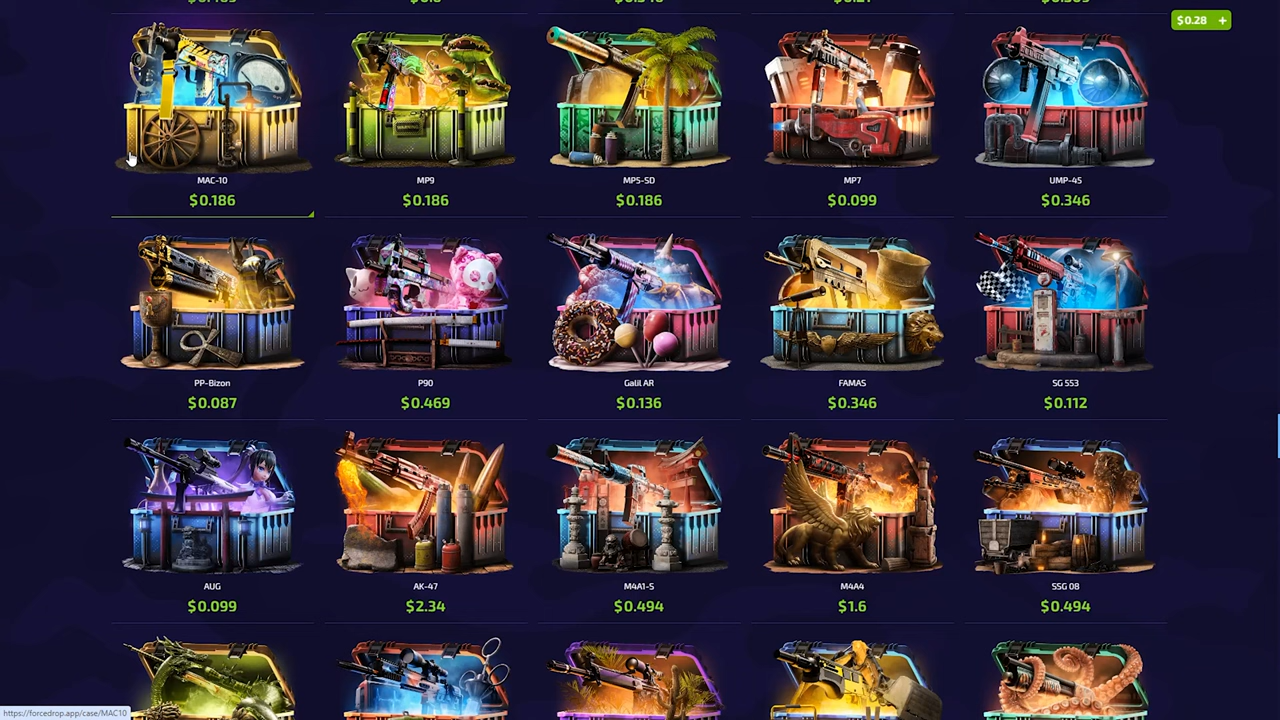 $0.28 +
MAC-10
MP9
MP5-SD
MP7
UMP-45
$0.186
$0.186
$0.186
$0.099
$0.346
WARNING
PP-Bizon
P90
Galil AR
FAMAS
SG 553
$0.087
$0.469
$0.136
$0.346
$0.112
AUG
AK-47
M4A1-S
M4A4
SSG 08
$0.099
$2.34
$0.494
$1.6
$0.494
https://forcedrop.app/case/MAC10